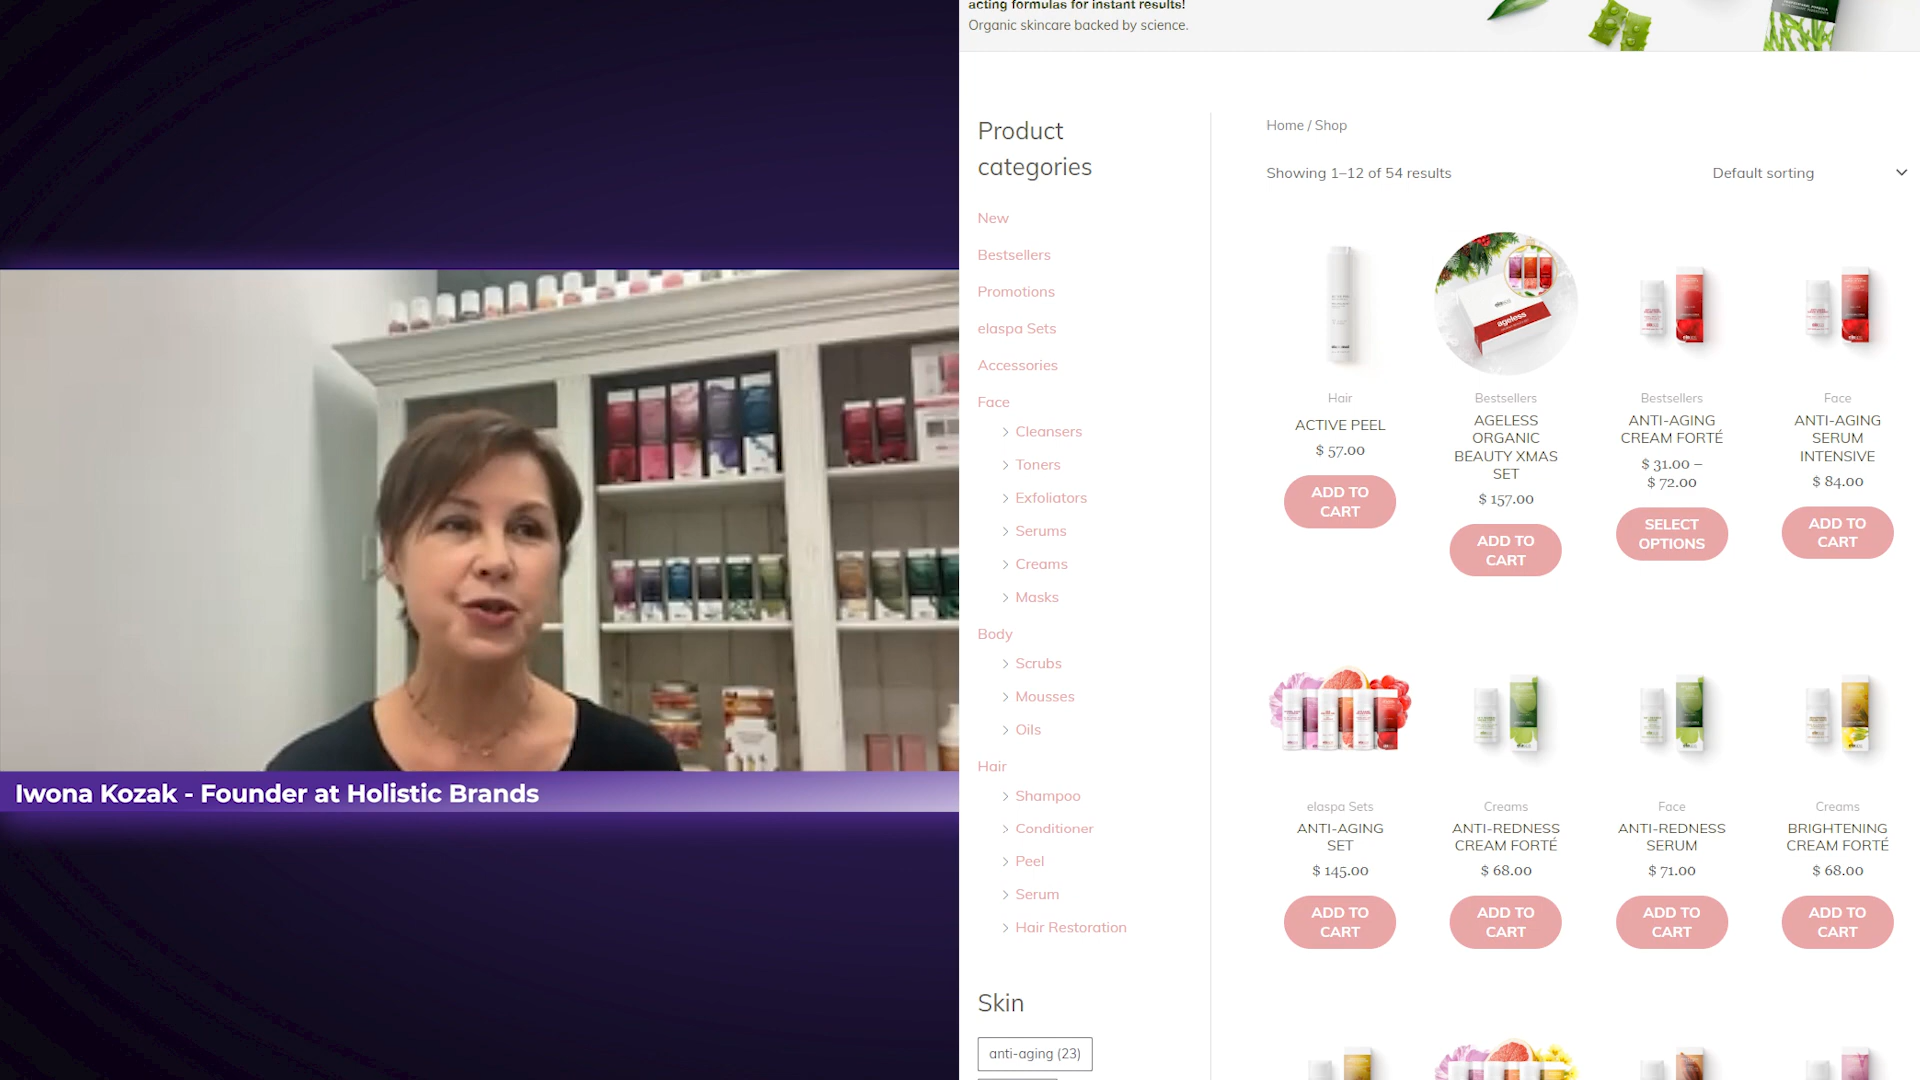 Iwona Kozak - Founder at Holistic Brands
acting formulas for instant results!
Organic skincare backed by science.
Product
categories
New
Bestsellers
Promotions
elaspa Sets
Accessories
Face
Cleansers
Toners
Exfoliators
Serums
Creams
Masks
Body
Scrubs
Mousses
Oils
Hair
Shampoo
Conditioner
Peel
Serum
Hair Restoration
Skin
anti-aging (23)
Home / Shop
Showing 1–12 of 54 results
Default sorting
Hair
ACTIVE PEEL
$ 57.00
ADD TO
CART
ageless
Bestsellers
AGELESS
ORGANIC
BEAUTY XMAS
SET
$ 157.00
ADD TO
CART
Bestsellers
ANTI-AGING
CREAM FORTÉ
$ 31.00 –
$ 72.00
SELECT
OPTIONS
Face
ANTI-AGING
SERUM
INTENSIVE
$ 84.00
ADD TO
CART
elaspa Sets
ANTI-AGING
SET
$ 145.00
ADD TO
CART
Creams
ANTI-REDNESS
CREAM FORTÉ
$ 68.00
ADD TO
CART
Face
ANTI-REDNESS
SERUM
$ 71.00
ADD TO
CART
Creams
BRIGHTENING
CREAM FORTÉ
$ 68.00
ADD TO
CART